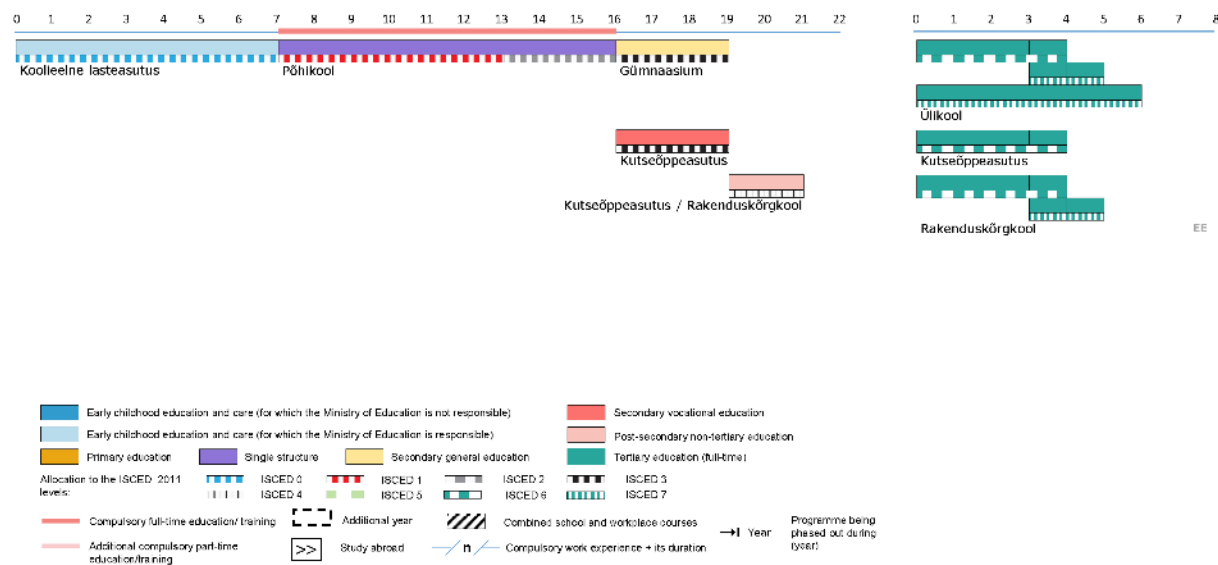 0 1 2 3 4 5 6 7 8 9 10 11 12 13 14 15 16 17 18 19 20 21 22
0 1 2 3 4 5 6 7 8
Koolieelne lasteasutus
Põhikool
Gümnaasium
Ülikool
Kutseõppeasutus
Kutseõppeasutus
Kutseõppeasutus / Rakenduskõrgkool
Rakenduskõrgkool
EE
Early childhood education and care (for which the Ministry of Education is not responsible)
Secondary vocational education
Early childhood education and care (for which the Ministry of Education is responsible)
Post-secondary non-tertiary education
Primary education
Single structure
Secondary general education
Tertiary education (full-time)
Allocation to the ISCED 2011
levels:
ISCED 0
ISCED 1
ISCED 2
ISCED 3
ISCED 4
ISCED 5
ISCED 6
ISCED 7
Compulsory full-time education/ training
Additional year
Combined school and workplace courses
Year
Programme being
phased out during
(year)
Additional compulsory part-time
education/training
>>
Study abroad
n
Compulsory work experience + its duration